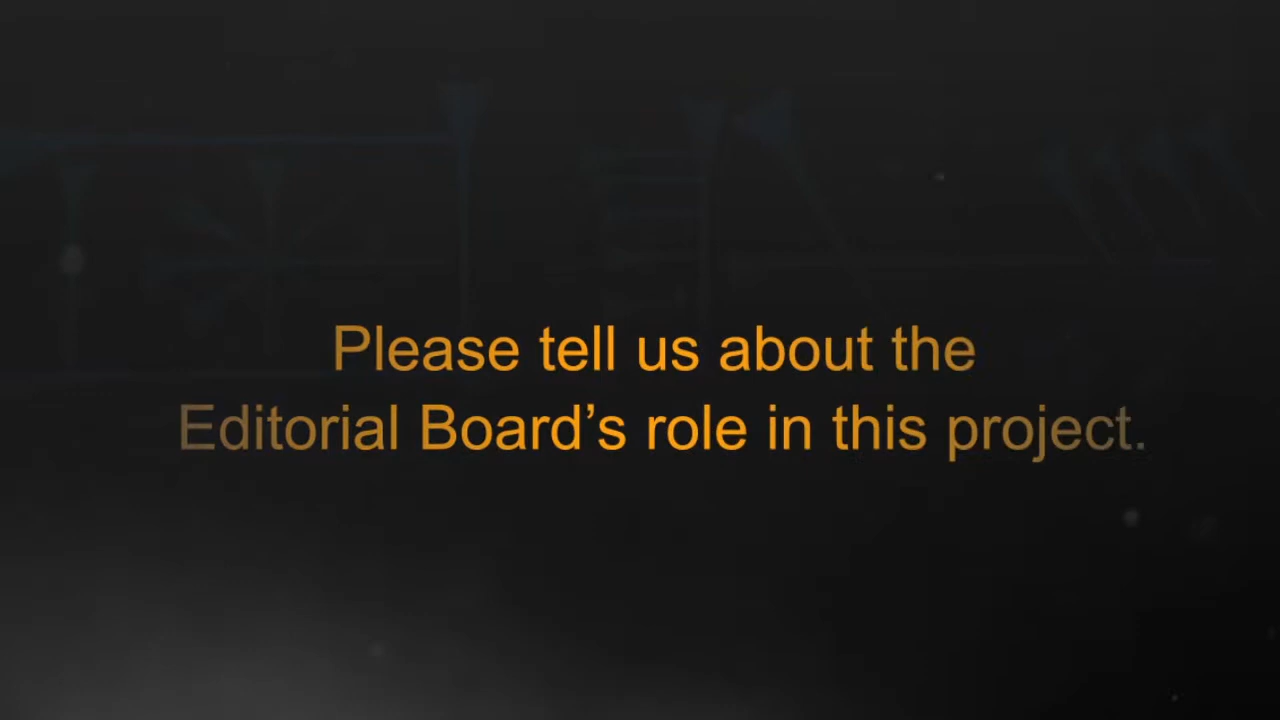 Please tell us about the
Editorial Board’s role in this project.